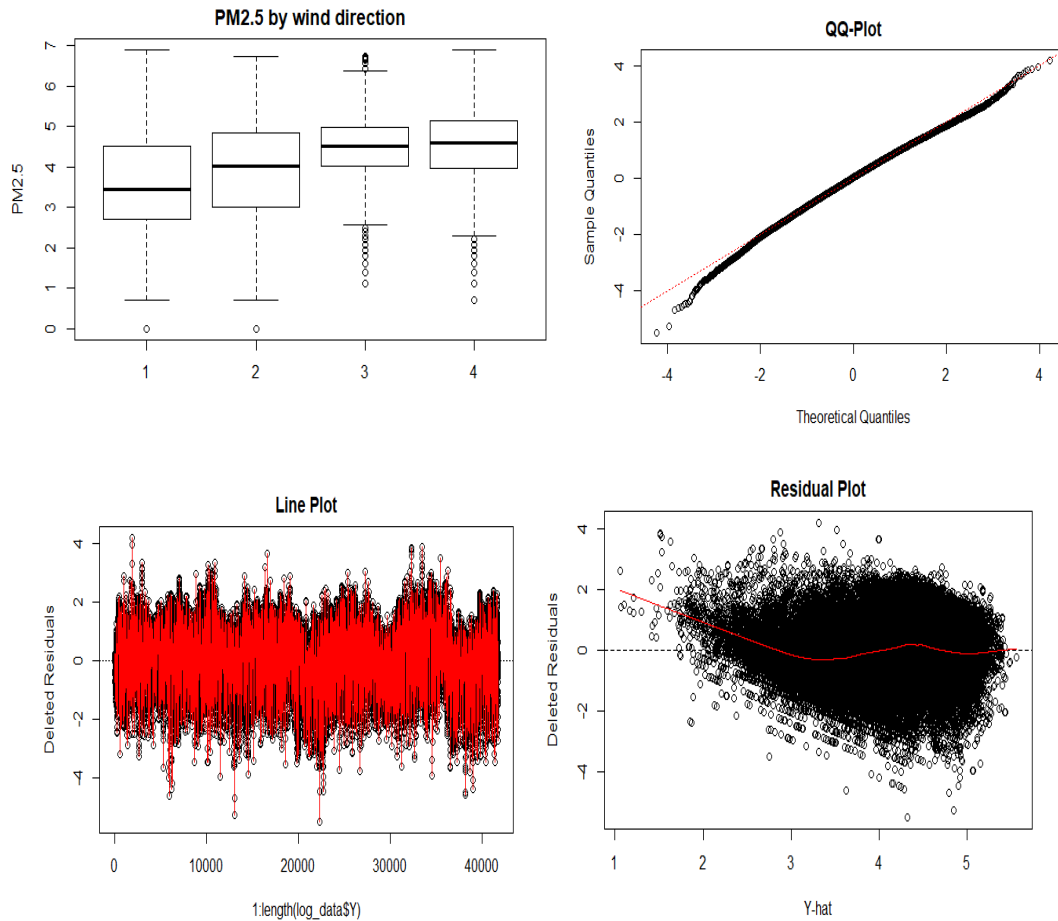 PM2.5 by wind direction
PM2.5
7
6
5
4
3
2
1
0
1 2 3 4
QQ-Plot
Sample Quantiles
4
2
0
-2
-4
-4 -2 0 2 4
Theoretical Quantiles
Line Plot
Deleted Residuals
4
2
0
-2
-4
0 10000 20000 30000 40000
1:length(log_data$Y)
Residual Plot
Deleted Residuals
4
2
0
-2
-4
1 2 3 4 5
Y-hat